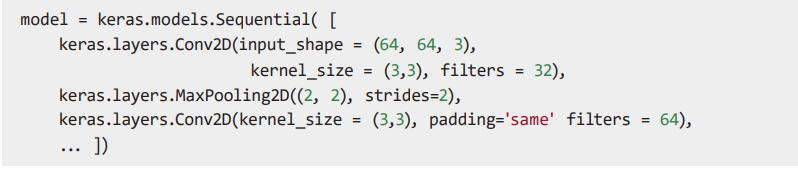 model = keras.models.Sequential( [
keras.layers.Conv2D(input_shape = (64, 64, 3),
kernel_size = (3,3), filters = 32),
keras.layers.MaxPooling2D((2, 2), strides=2),
keras.layers.Conv2D(kernel_size = (3,3), padding='same' filters = 64),
... ])